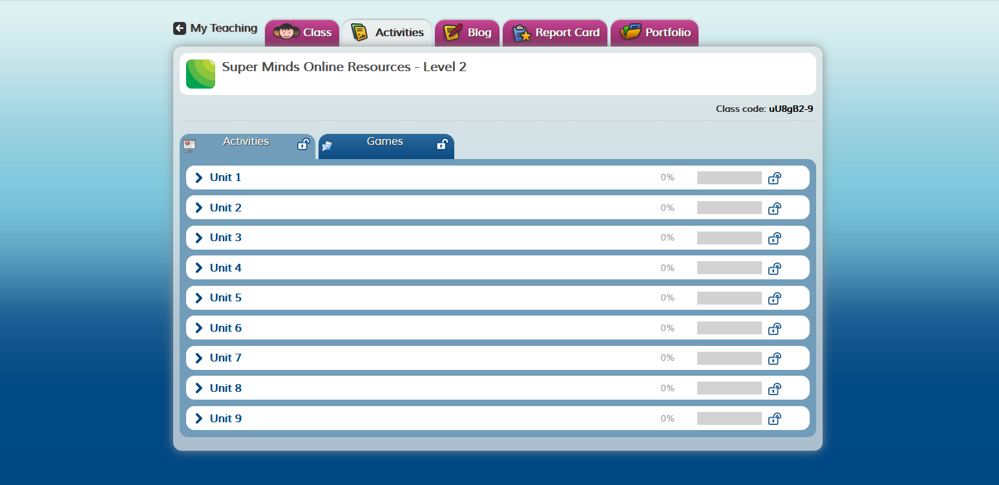 My Teaching
Class
Activities
Blog
Report Card
Portfolio
Super Minds Online Resources - Level 2
Class code: uU8gB2-9
Activities
Games
Unit 1 0%
Unit 2 0%
Unit 3 0%
Unit 4 0%
Unit 5 0%
Unit 6 0%
Unit 7 0%
Unit 8 0%
Unit 9 0%